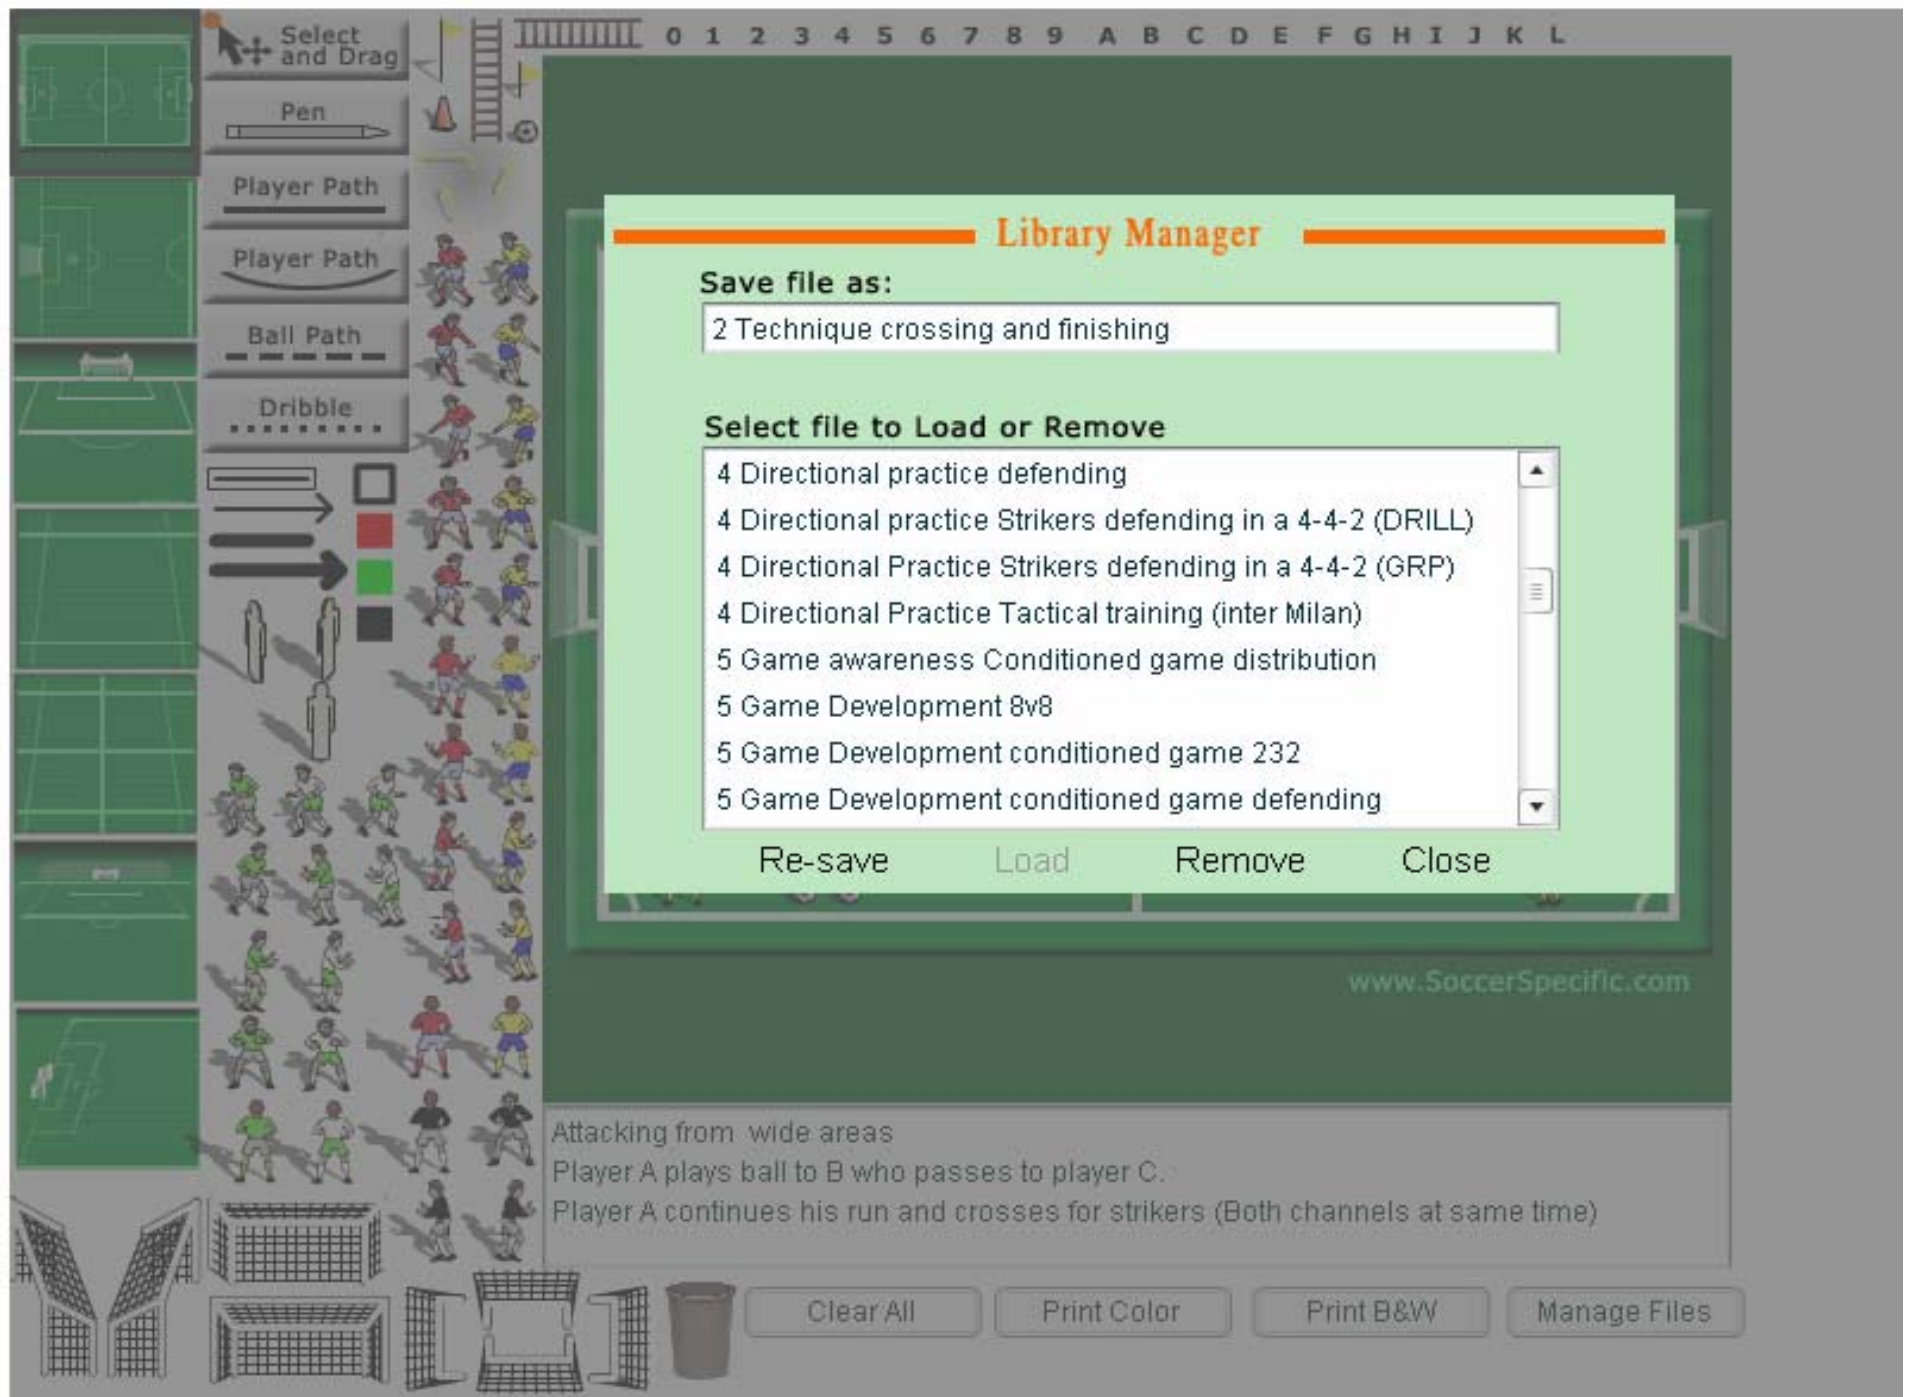 Select
and Drag
Pen
Player Path
Player Path
Ball Path
Dribble
0 1 2 3 4 5 6 7 8 9 A B C D E F G H I J K L
Library Manager
Save file as:
2 Technique crossing and finishing
Select file to Load or Remove
4 Directional practice defending
4 Directional practice Strikers defending in a 4-4-2 (DRILL)
4 Directional Practice Strikers defending in a 4-4-2 (GRP)
4 Directional Practice Tactical training (inter Milan)
5 Game awareness Conditioned game distribution
5 Game Development 8v8
5 Game Development conditioned game 232
5 Game Development conditioned game defending
Re-save Load Remove Close
www.SoccerSpecific.com
Attacking from wide areas
Player A plays ball to B who passes to player C.
Player A continues his run and crosses for strikers (Both channels at same time)
Clear All Print Color Print B&W Manage Files